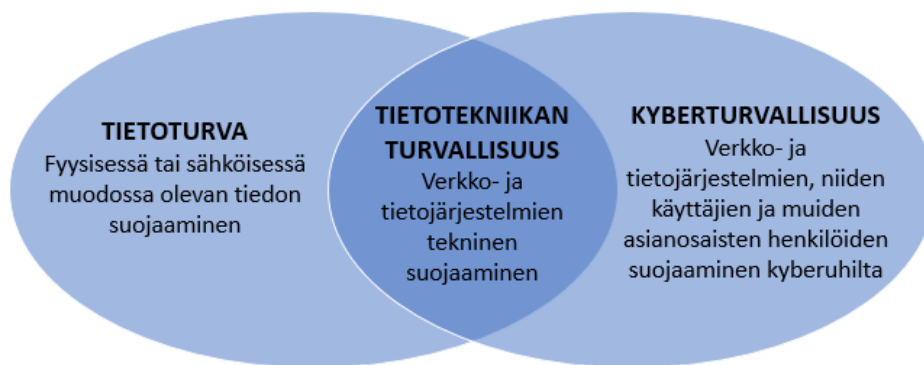 TIETOTURVA
Fyysisessä tai sähköisessä
muodossa olevan tiedon
suojaaminen
TIETOTEKNIIKAN
TURVALLISUUS
Verkko- ja
tietojärjestelmien
tekninen
suojaaminen
KYBERTURVALLISUUS
Verkko- ja
tietojärjestelmien, niiden
käyttäjien ja muiden
asianosaisten henkilöiden
suojaaminen kyberuhilta